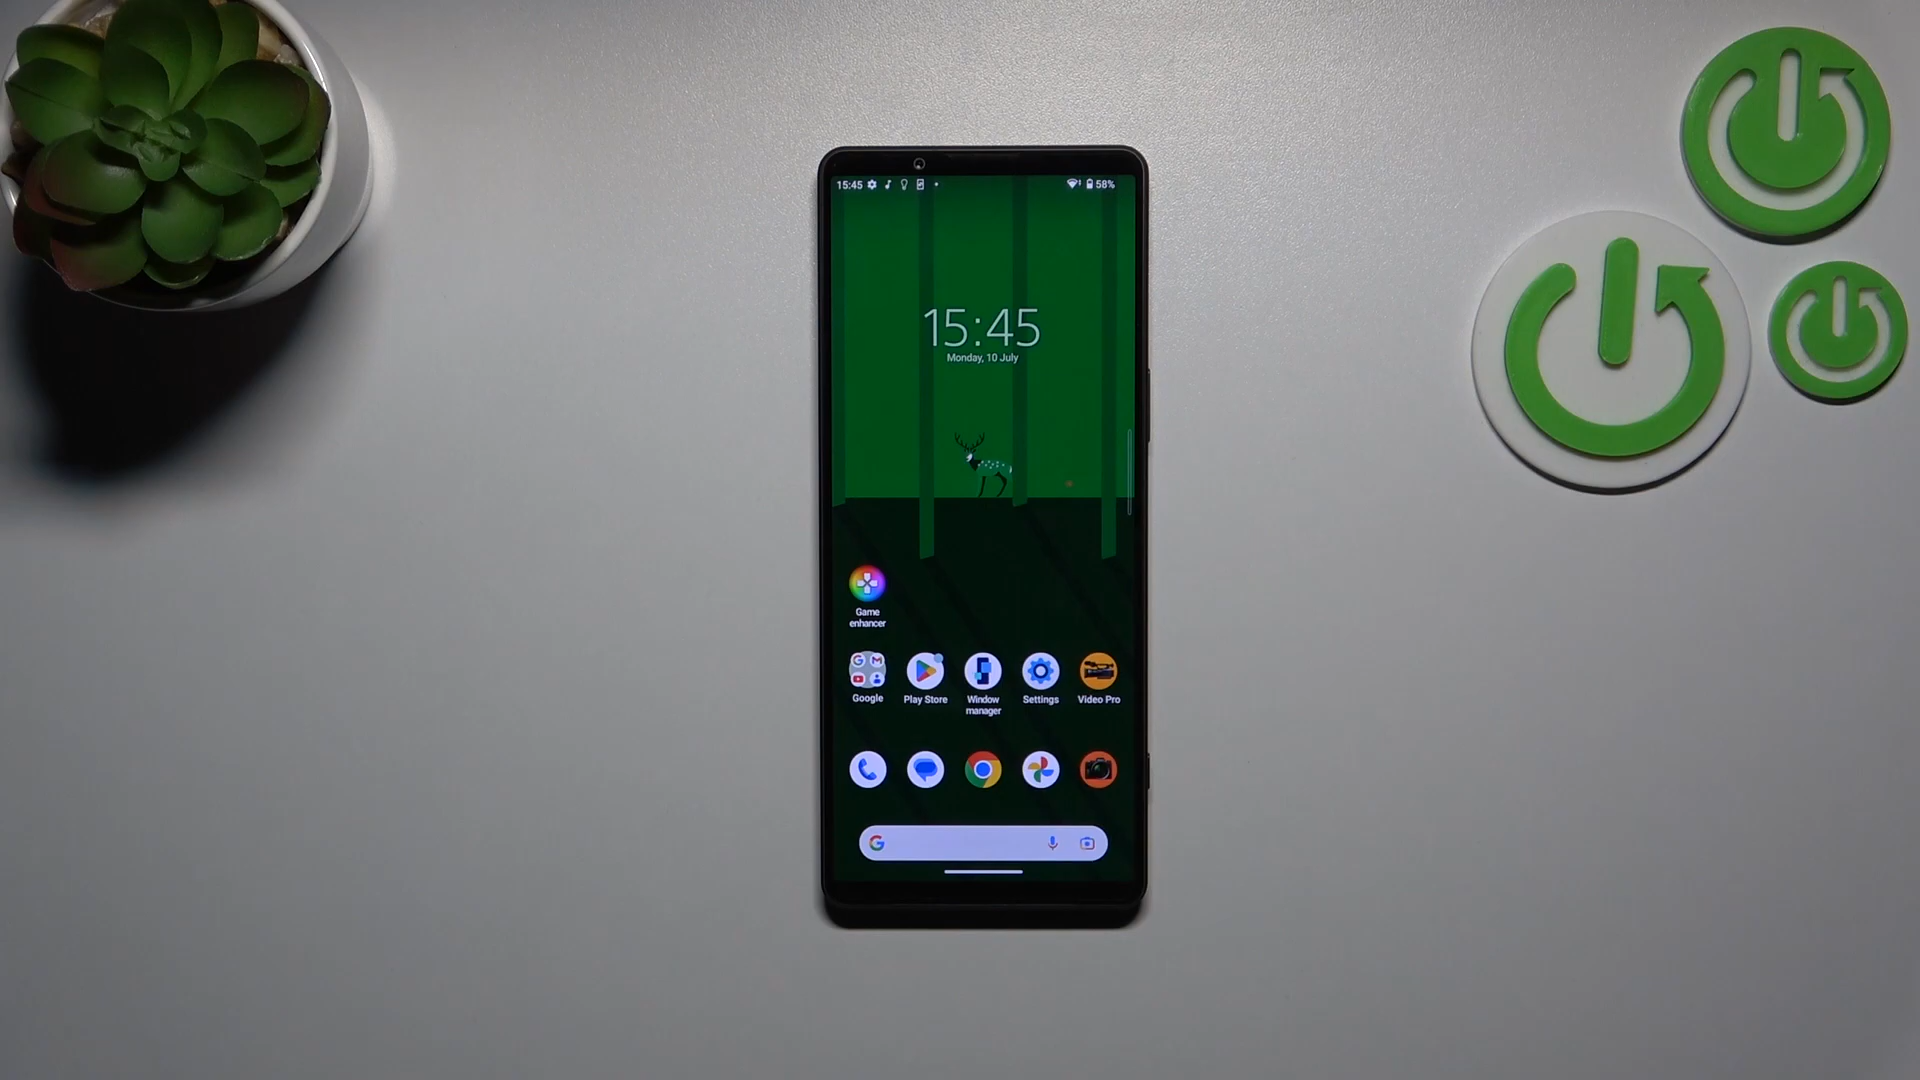 15:45
58%
15:45
Monday, 10 July
Game
enhancer
Google
Play Store
Window
manager
Settings
Video Pro